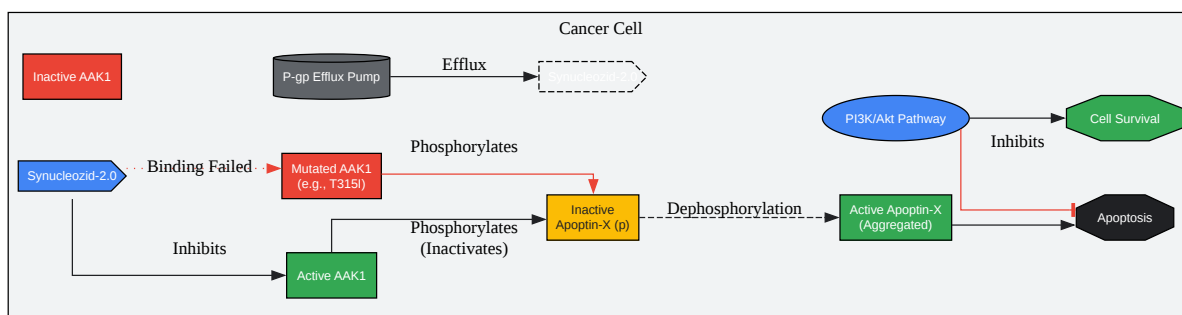 Cancer Cell
Inactive AAK1
P-gp Efflux Pump
Efflux
Synucleozid-2.0
PI3K/Akt Pathway
Inhibits
Cell Survival
Synucleozid-2.0
Binding Failed
Mutated AAK1
(e.g., T315I)
Phosphorylates
Inactive
Apoptin-X (p)
Dephosphorylation
Active Apoptin-X
(Aggregated)
Apoptosis
Phosphorylates
(Inactivates)
Inhibits
Active AAK1